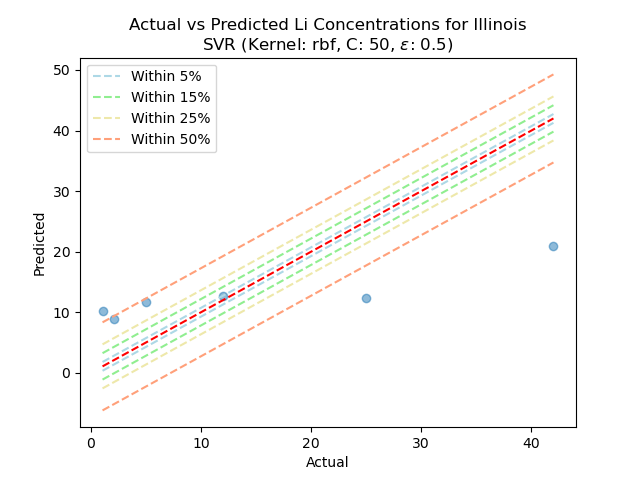 Actual vs Predicted Li Concentrations for Illinois
SVR (Kernel: rbf, C: 50, ε: 0.5)
Within 5%
Within 15%
Within 25%
Within 50%
50
40
30
20
10
0
Predicted
0 10 20 30 40
Actual